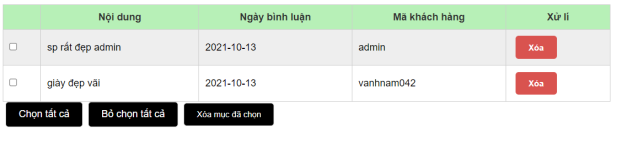 Nội dung Ngày bình luận Mã khách hàng Xử lí
sp rất đẹp admin 2021-10-13 admin Xóa
giày đẹp vãi 2021-10-13 vanhnam042 Xóa
Chọn tất cả Bỏ chọn tất cả Xóa mục đã chọn